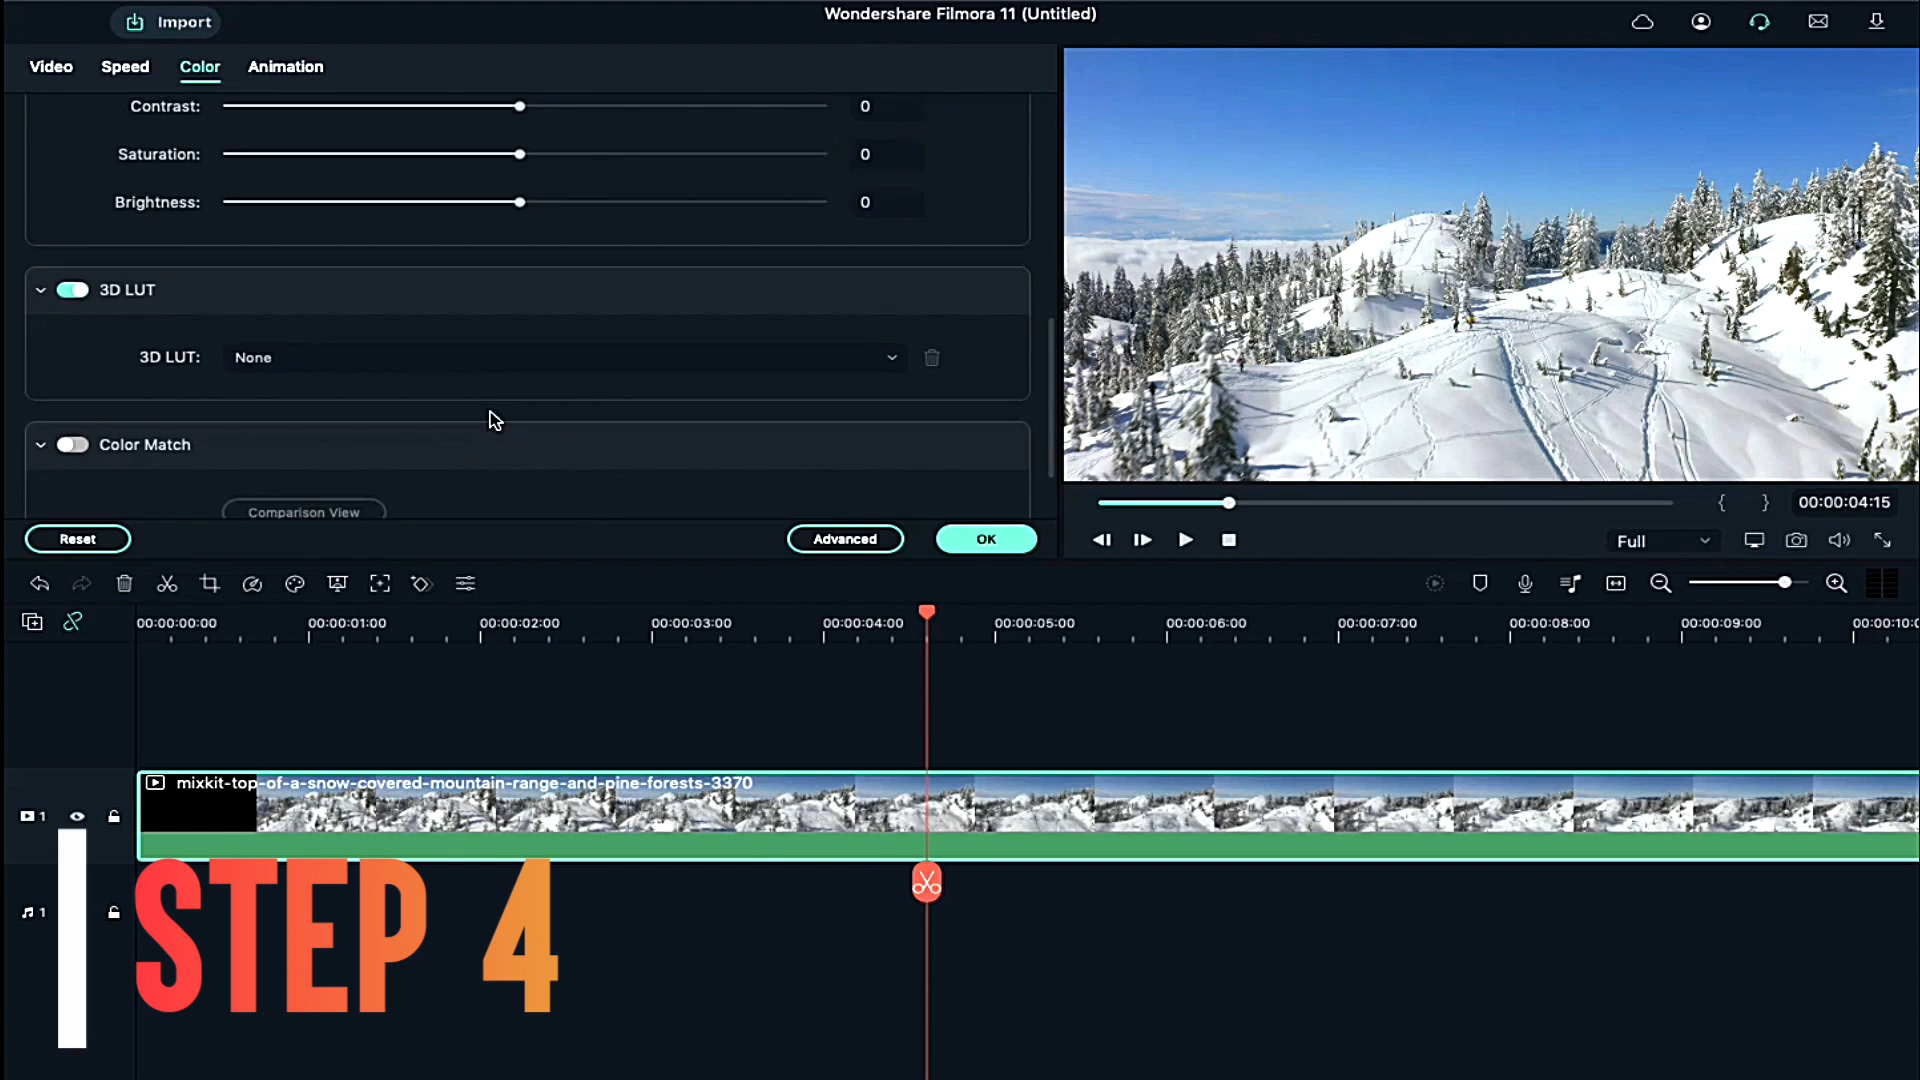 Import
Wondershare Filmora 11 (Untitled)
Video Speed Color Animation
Contrast: 0
Saturation: 0
Brightness: 0
3D LUT
3D LUT: None
Color Match
Comparison View
Reset Advanced OK
{ } 00:00:04:15
Full
00:00:00:00 00:00:01:00 00:00:02:00 00:00:03:00 00:00:04:00 00:00:05:00 00:00:06:00 00:00:07:00 00:00:08:00 00:00:09:00 00:00:10:0
mixkit-top-of-a-snow-covered-mountain-range-and-pine-forests-3370
1
1
STEP 4